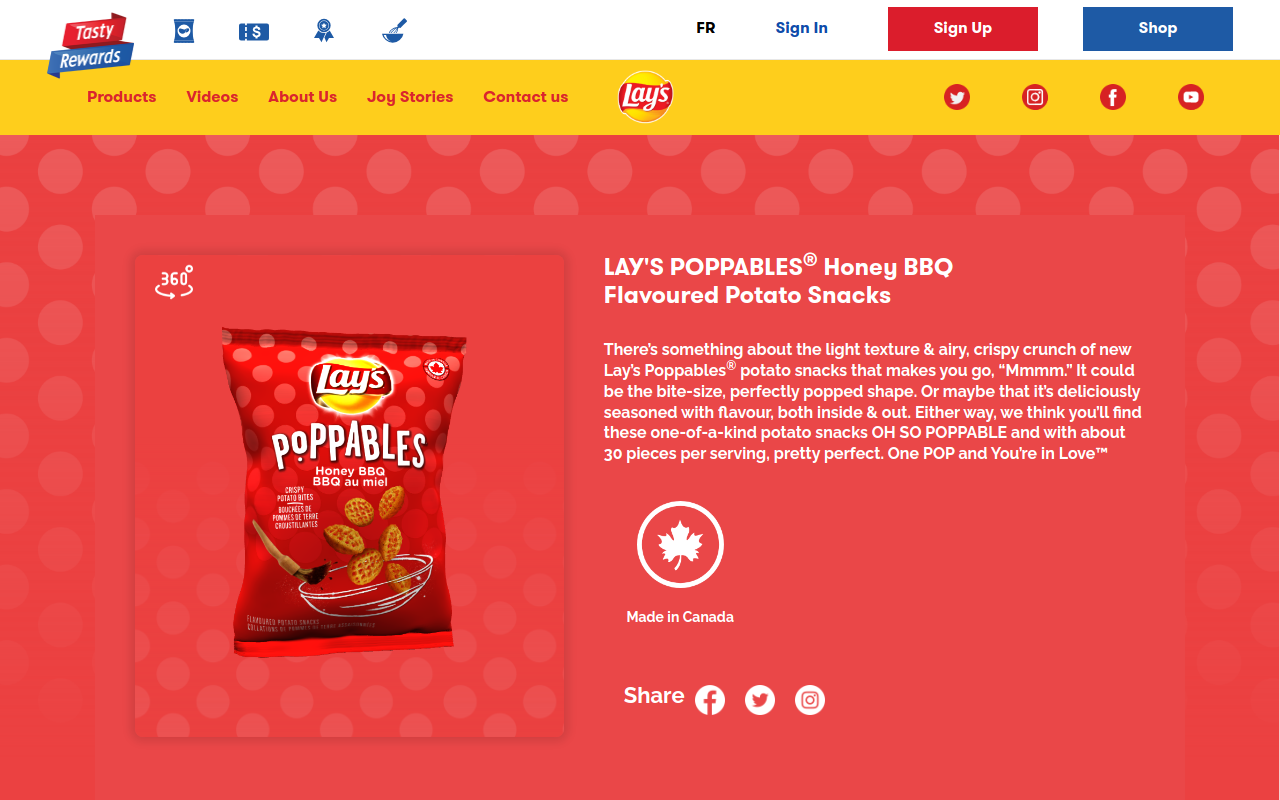 Tasty
Rewards
FR
Sign In
Sign Up
Shop
Products
Videos
About Us
Joy Stories
Contact us
Lay's
360°
LAY'S POPPABLES® Honey BBQ
Flavoured Potato Snacks
There's something about the light texture & airy, crispy crunch of new
Lay's Poppables® potato snacks that makes you go, “Mmmm.” It could
be the bite-size, perfectly popped shape. Or maybe that it's deliciously
seasoned with flavour, both inside & out. Either way, we think you'll find
these one-of-a-kind potato snacks OH SO POPPABLE and with about
30 pieces per serving, pretty perfect. One POP and You're in Love™
Lay's
POPPABLES
Honey BBQ
BBQ au miel
CRISPY
POTATO BITES
BOUCHÉES DE
POMMES DE TERRE
CROUSTILLANTES
FLAVOURED POTATO SNACKS
COLLATIONS DE POMMES DE TERRE ASSAISONNÉES
Made in Canada
Share